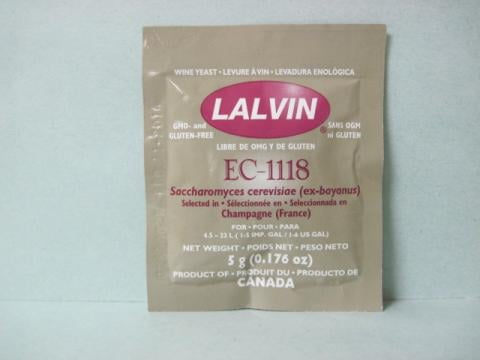 WINE YEAST • LEVURE À VIN • LEVADURA ENOLÓGICA
LALVIN
®
GMO- and
GLUTEN-FREE
SANS OGM
ni GLUTEN
LIBRE DE OMG Y DE GLUTEN
EC-1118
Saccharomyces cerevisiae (ex-bayanus)
Selected in • Sélectionnée en • Seleccionnada en
Champagne (France)
FOR • POUR • PARA
4.5 – 23 L ( 1-5 IMP. GAL / 1-6 US GAL)
NET WEIGHT • POIDS NET • PESO NETO
5 g (0.176 oz)
PRODUCT OF • PRODUIT DU • PRODUCTO DE
CANADA